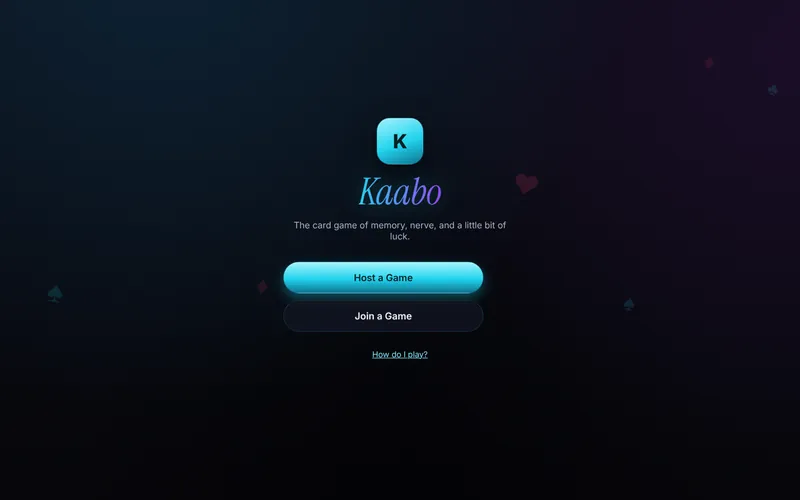 K
Kaabo
The card game of memory, nerve, and a little bit of
luck.
Host a Game
Join a Game
How do I play?